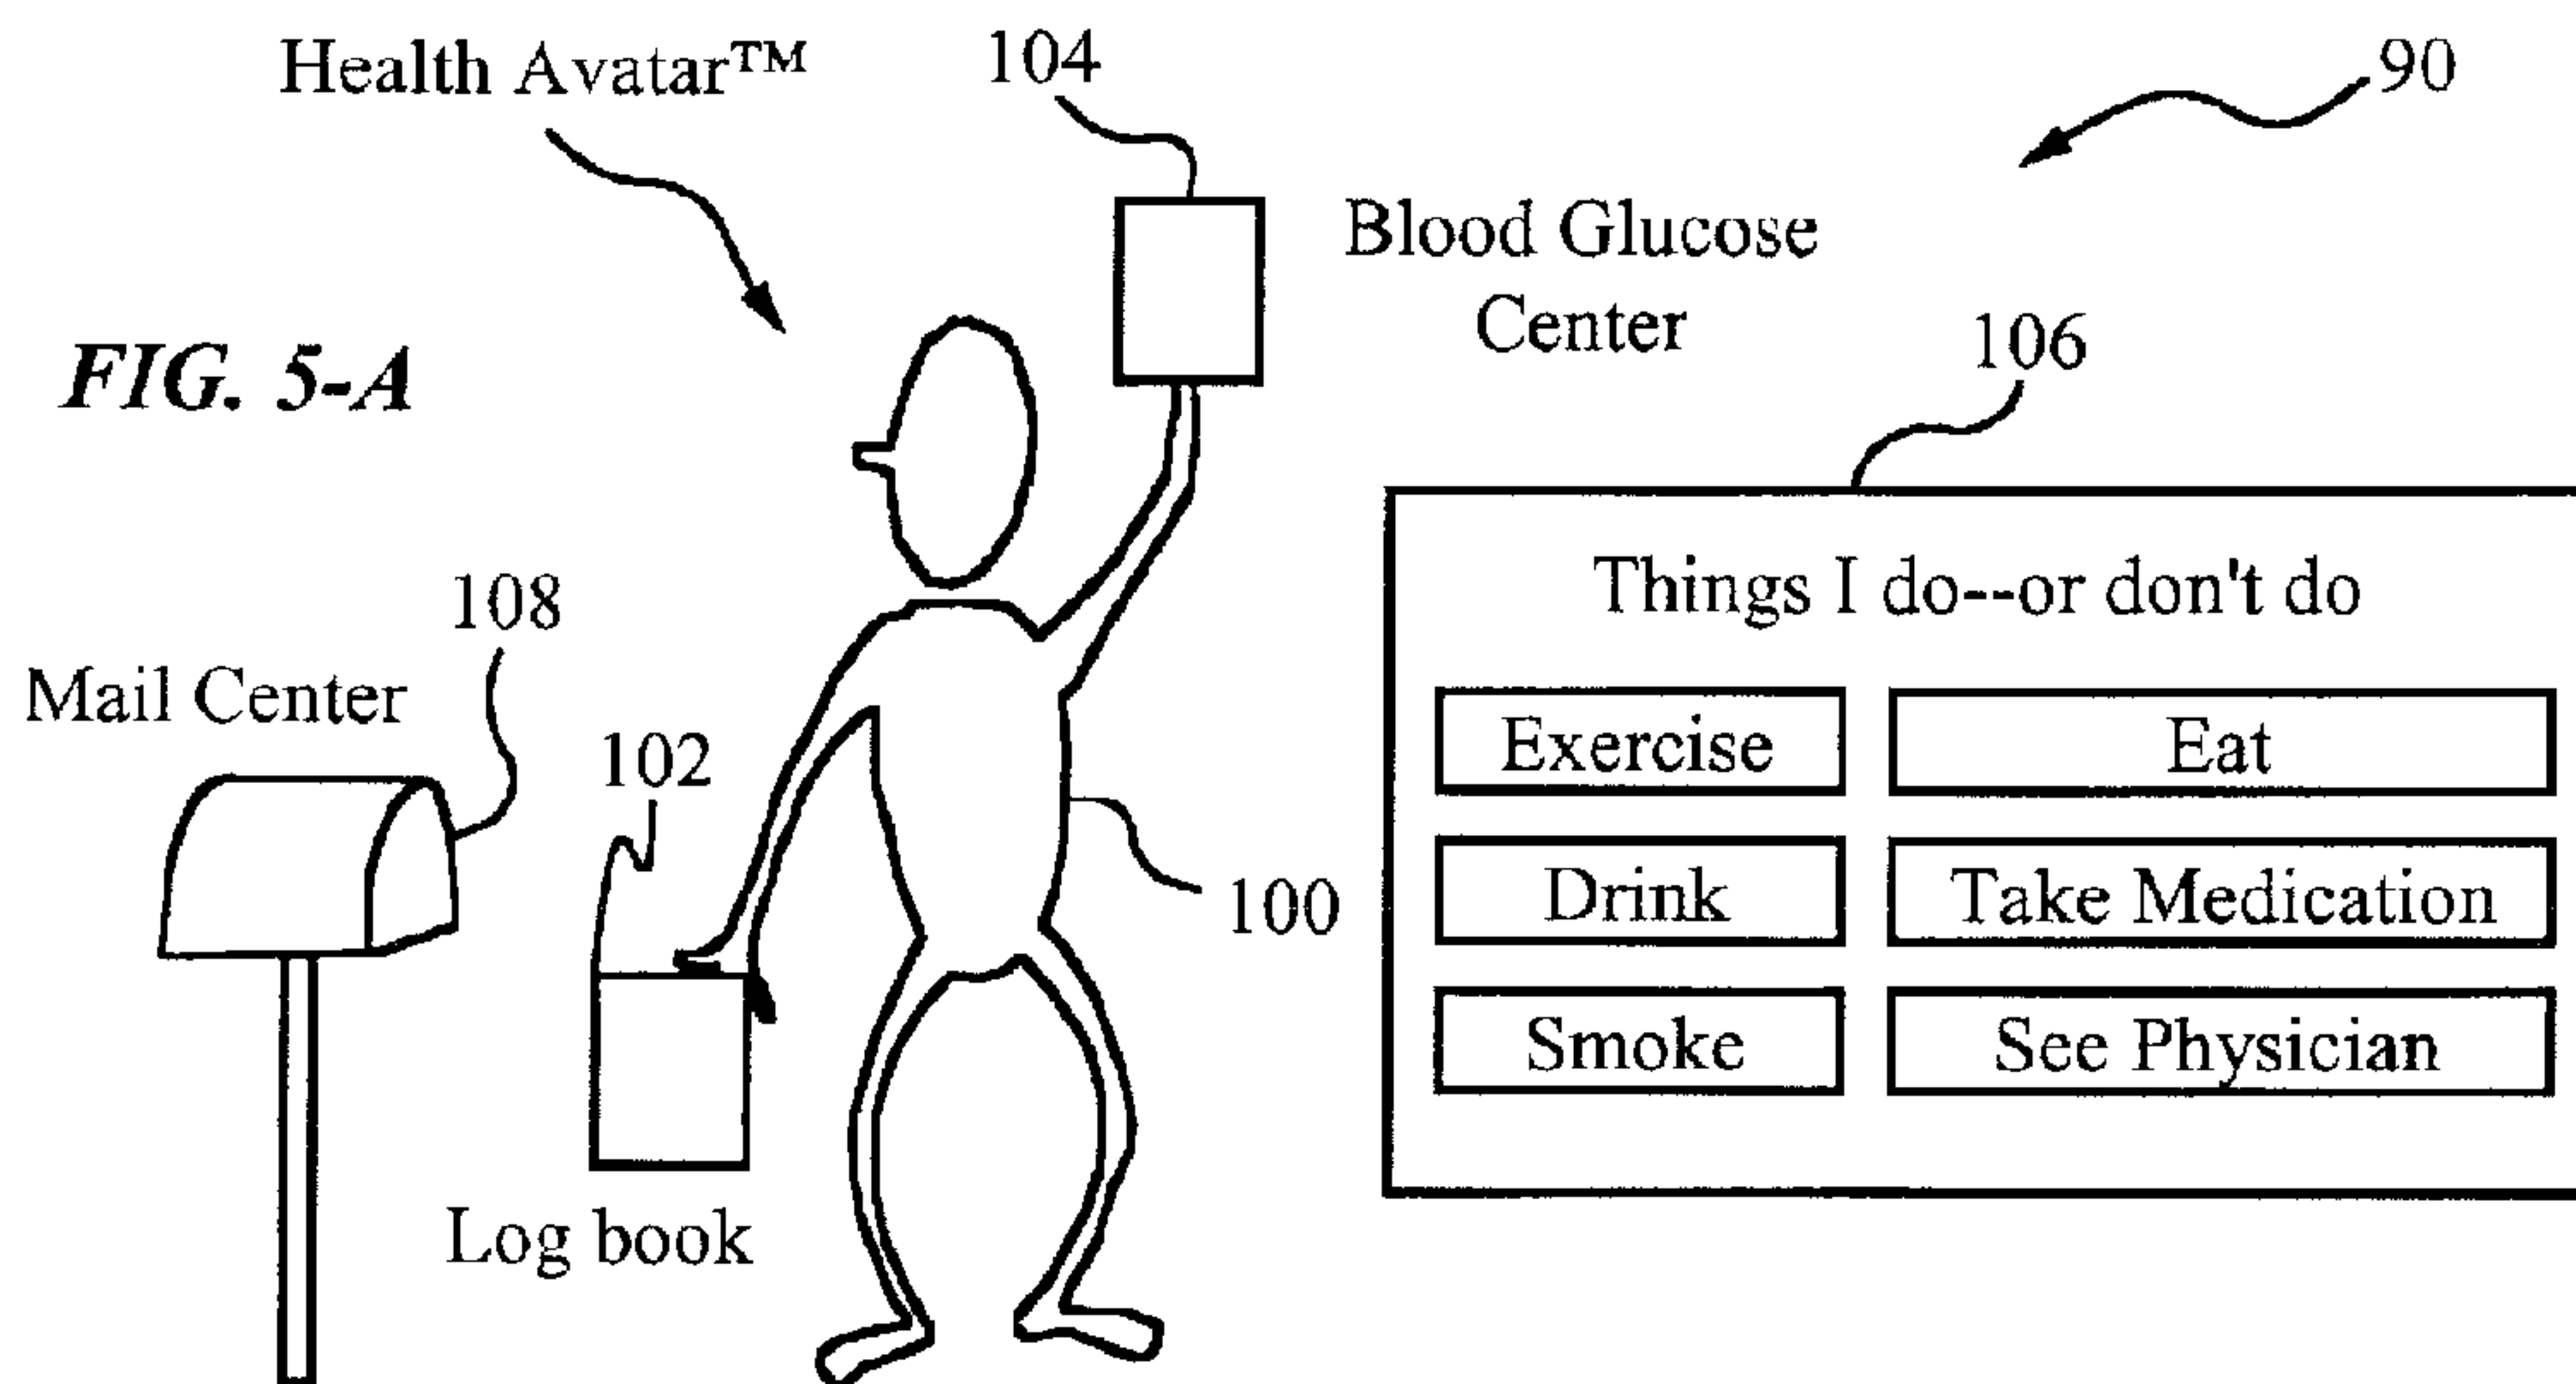 Health Avatar™
104
90
Blood Glucose
Center
106
FIG. 5-A
Things I do--or don't do
108
Mail Center
Exercise
Eat
102
Drink
Take Medication
100
Smoke
See Physician
Log book